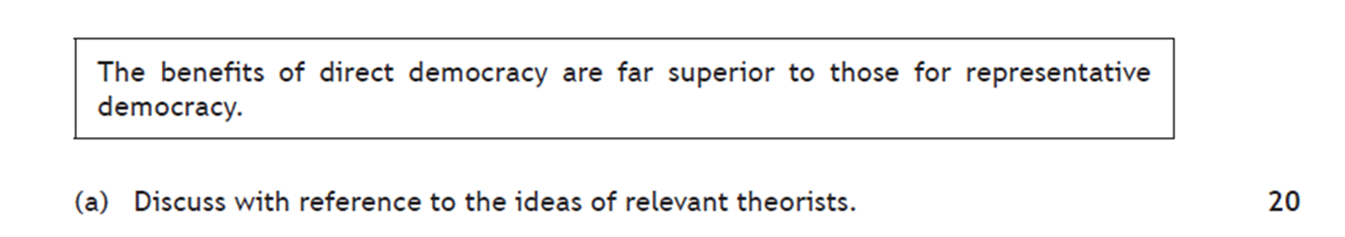 The benefits of direct democracy are far superior to those for representative
democracy.
(a) Discuss with reference to the ideas of relevant theorists. 20